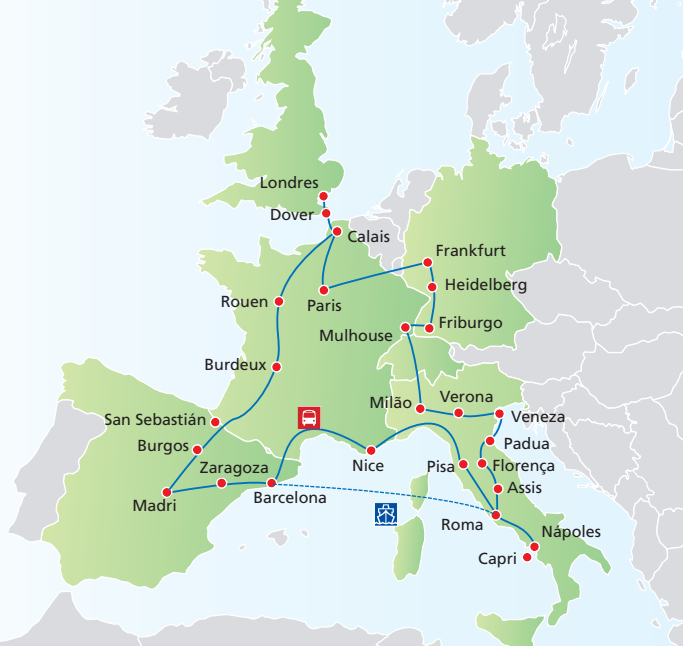 Londres
Dover
Calais
Frankfurt
Heidelberg
Rouen
Paris
Mulhouse
Friburgo
Burdeux
Milão
Verona
Veneza
San Sebastián
Burgos
Padua
Zaragoza
Nice
Pisa
Florença
Madri
Barcelona
Assis
Roma
Nápoles
Capri